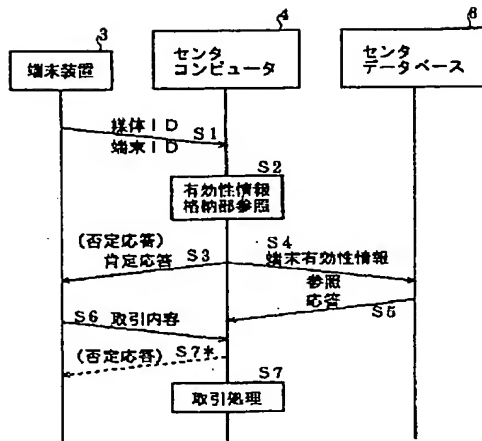 3
端末装置
4
センタ
コンピュータ
8
センタ
データベース
媒体ID
端末ID
S1
S2
有効性情報
格納部参照
(否定応答)
肯定応答
S3
S4
端末有効性情報
参照
応答
S5
S6 取引内容
(否定応答)
S7*
S7
取引処理